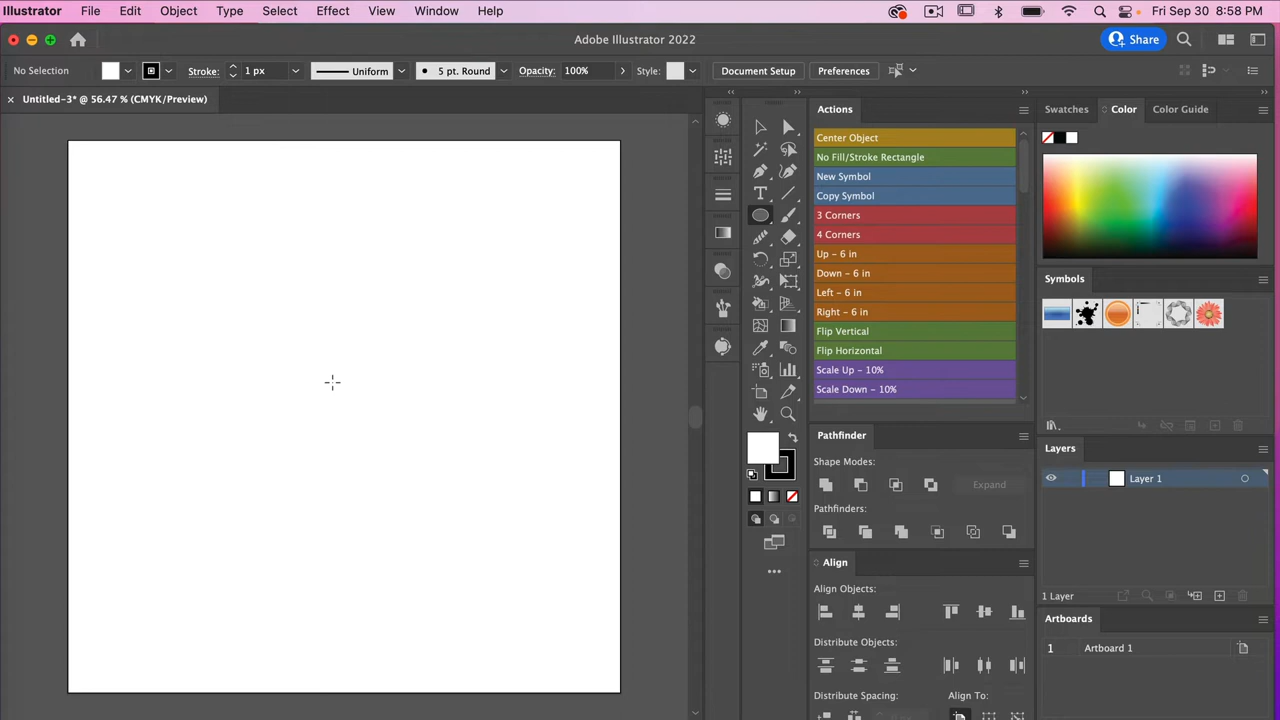 Illustrator File Edit Object Type Select Effect View Window Help Fri Sep 30 8:58 PM
Adobe Illustrator 2022
Share
No Selection Stroke: 1 px Uniform 5 pt. Round Opacity: 100% Style: Document Setup Preferences
× Untitled-3* @ 56.47 % (CMYK/Preview)
Actions
Center Object
No Fill/Stroke Rectangle
New Symbol
Copy Symbol
3 Corners
4 Corners
Up - 6 in
Down - 6 in
Left - 6 in
Right - 6 in
Flip Vertical
Flip Horizontal
Scale Up - 10%
Scale Down - 10%
Pathfinder
Shape Modes:
Expand
Pathfinders:
Align
Align Objects:
Distribute Objects:
Distribute Spacing: Align To:
Swatches Color Color Guide
Symbols
Layers
Layer 1
1 Layer
Artboards
1 Artboard 1